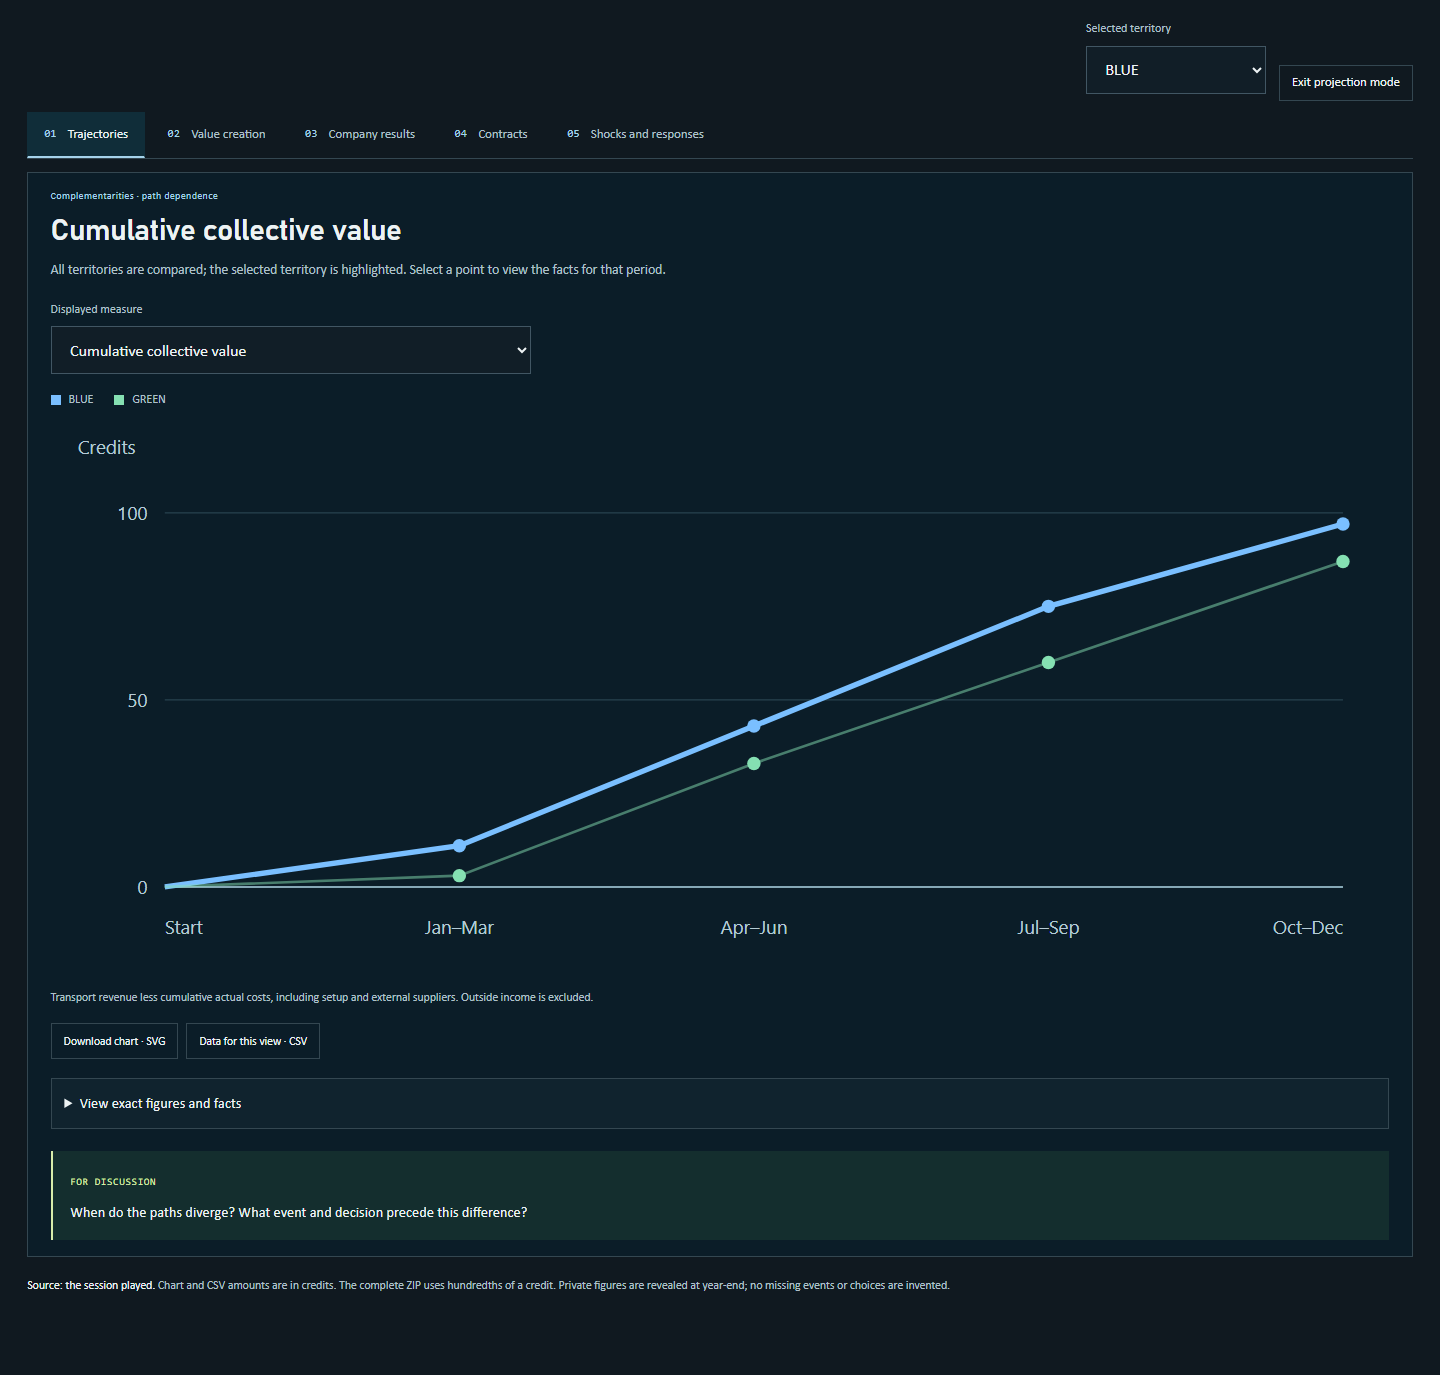 Selected territory
BLUE
Exit projection mode
01 Trajectories
02 Value creation
03 Company results
04 Contracts
05 Shocks and responses
Complementarities · path dependence
Cumulative collective value
All territories are compared; the selected territory is highlighted. Select a point to view the facts for that period.
Displayed measure
Cumulative collective value
BLUE
GREEN
Credits
100
50
0
Start
Jan–Mar
Apr–Jun
Jul–Sep
Oct–Dec
Transport revenue less cumulative actual costs, including setup and external suppliers. Outside income is excluded.
Download chart · SVG
Data for this view · CSV
View exact figures and facts
FOR DISCUSSION
When do the paths diverge? What event and decision precede this difference?
Source: the session played. Chart and CSV amounts are in credits. The complete ZIP uses hundredths of a credit. Private figures are revealed at year-end; no missing events or choices are invented.